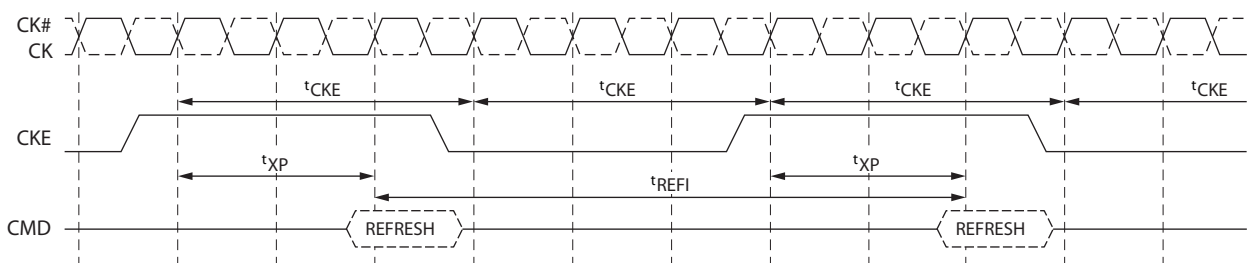 CK#
CK
tCKE tCKE tCKE tCKE
CKE
tXP tXP
tREFI
CMD REFRESH REFRESH